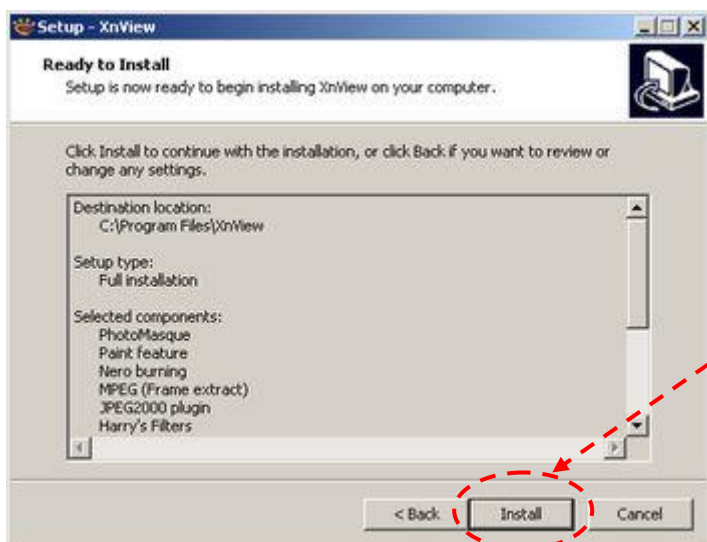 Setup - XnView
Ready to Install
Setup is now ready to begin installing XnView on your computer.
Click Install to continue with the installation, or click Back if you want to review or
change any settings.
Destination location:
C:\Program Files\XnView
Setup type:
Full installation
Selected components:
PhotoMasque
Paint feature
Nero burning
MPEG (Frame extract)
JPEG2000 plugin
Harry's Filters
< Back
Install
Cancel